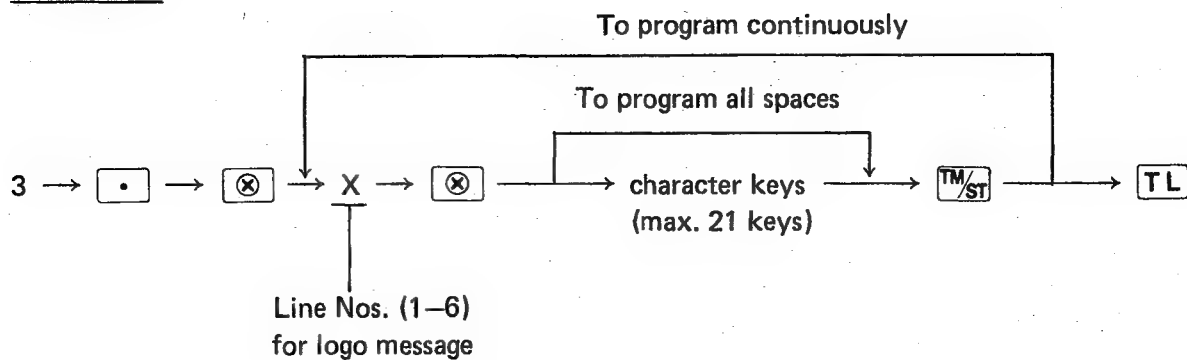 To program continuously
To program all spaces
3 → • → ⊗ → X → ⊗ → character keys → TM/ST → TL
(max. 21 keys)
Line Nos. (1–6)
for logo message